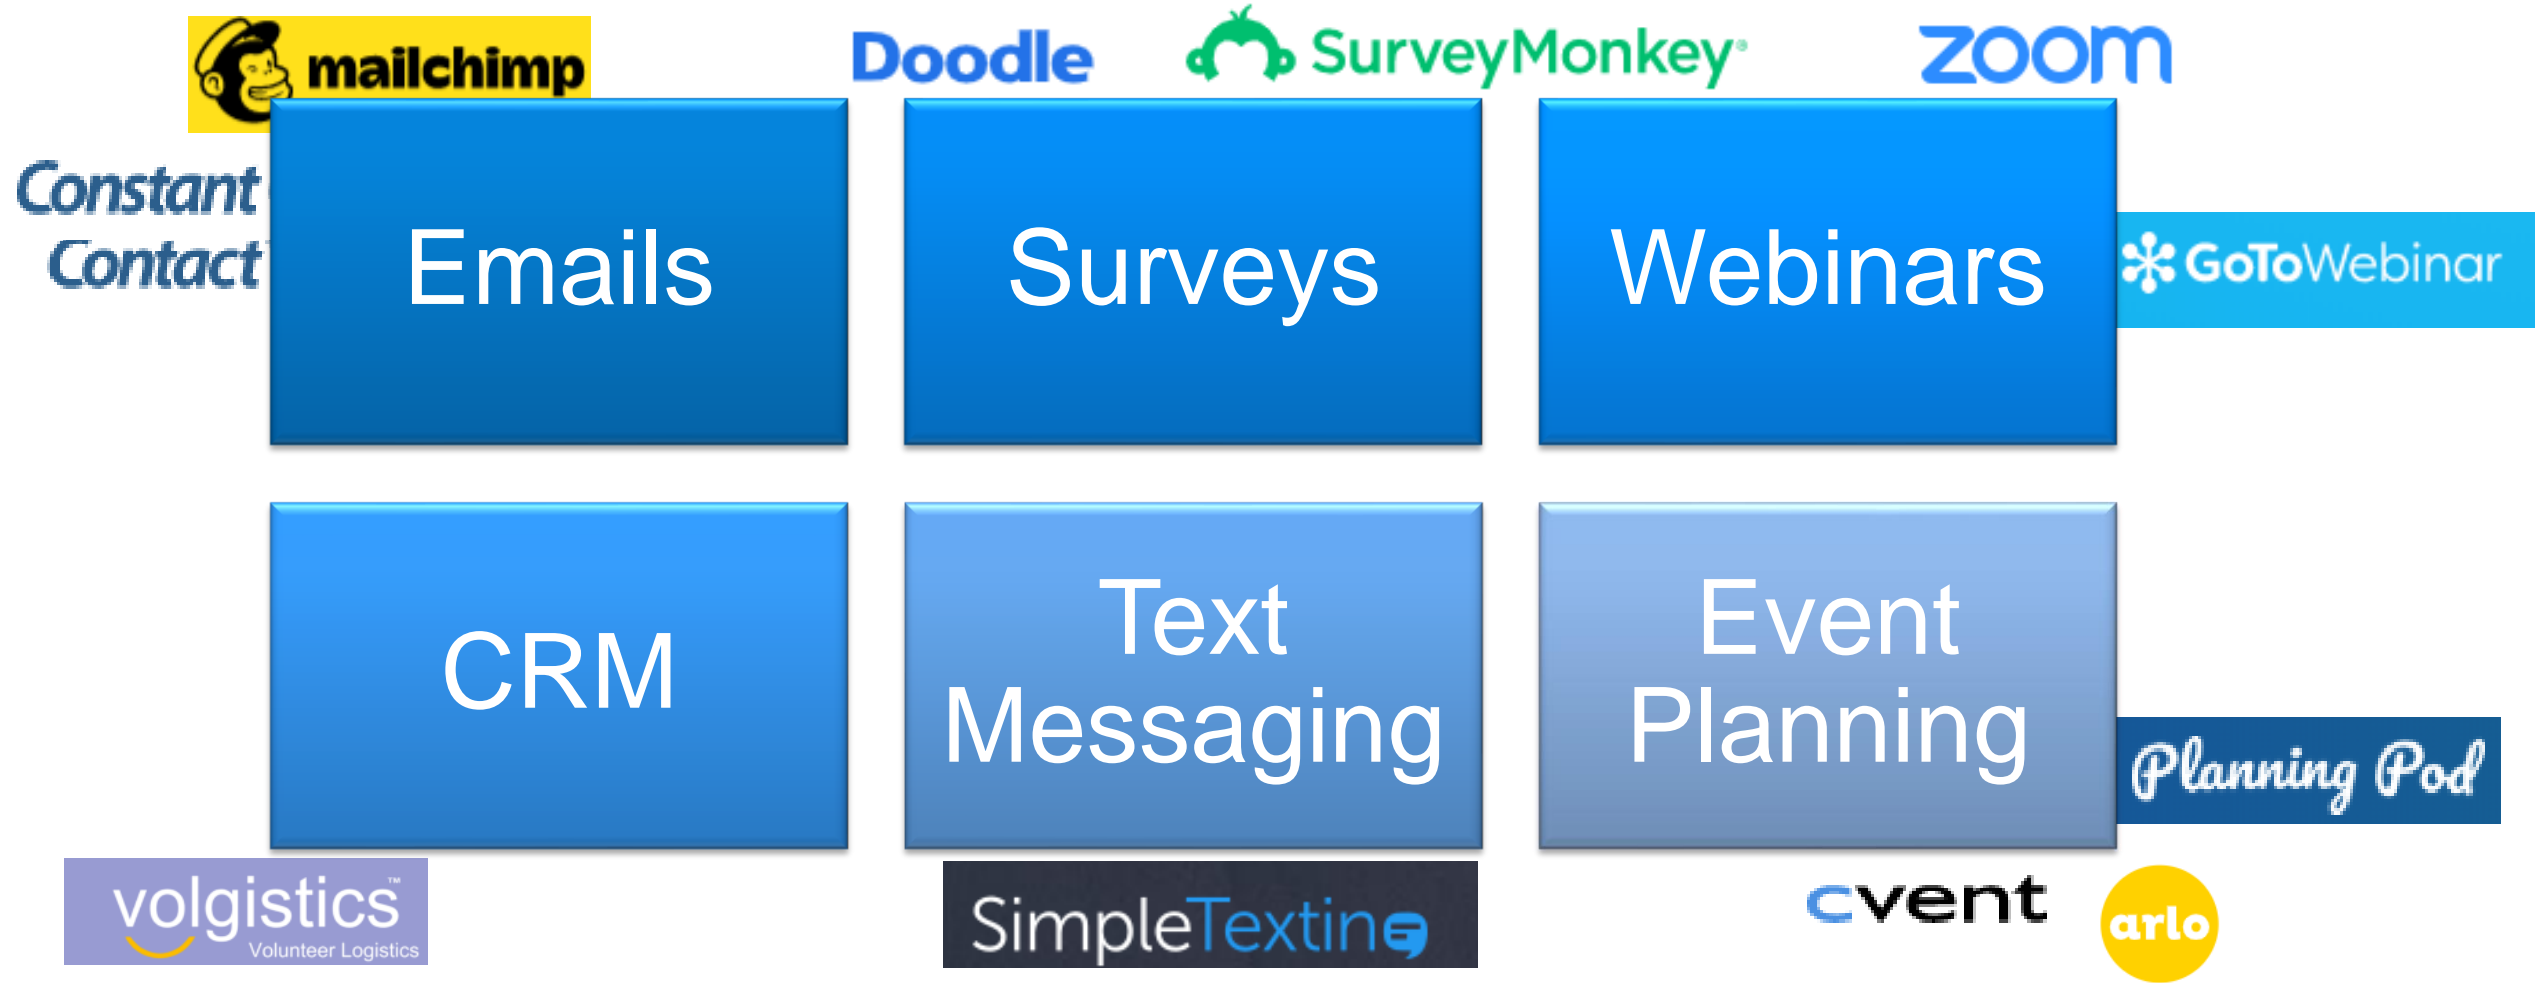 mailchimp
Doodle
SurveyMonkey®
zoom
Constant
Contact
Emails
Surveys
Webinars
GoToWebinar
CRM
Text
Messaging
Event
Planning
Planning Pod
volgistics™
Volunteer Logistics
SimpleTexting
cvent
arlo